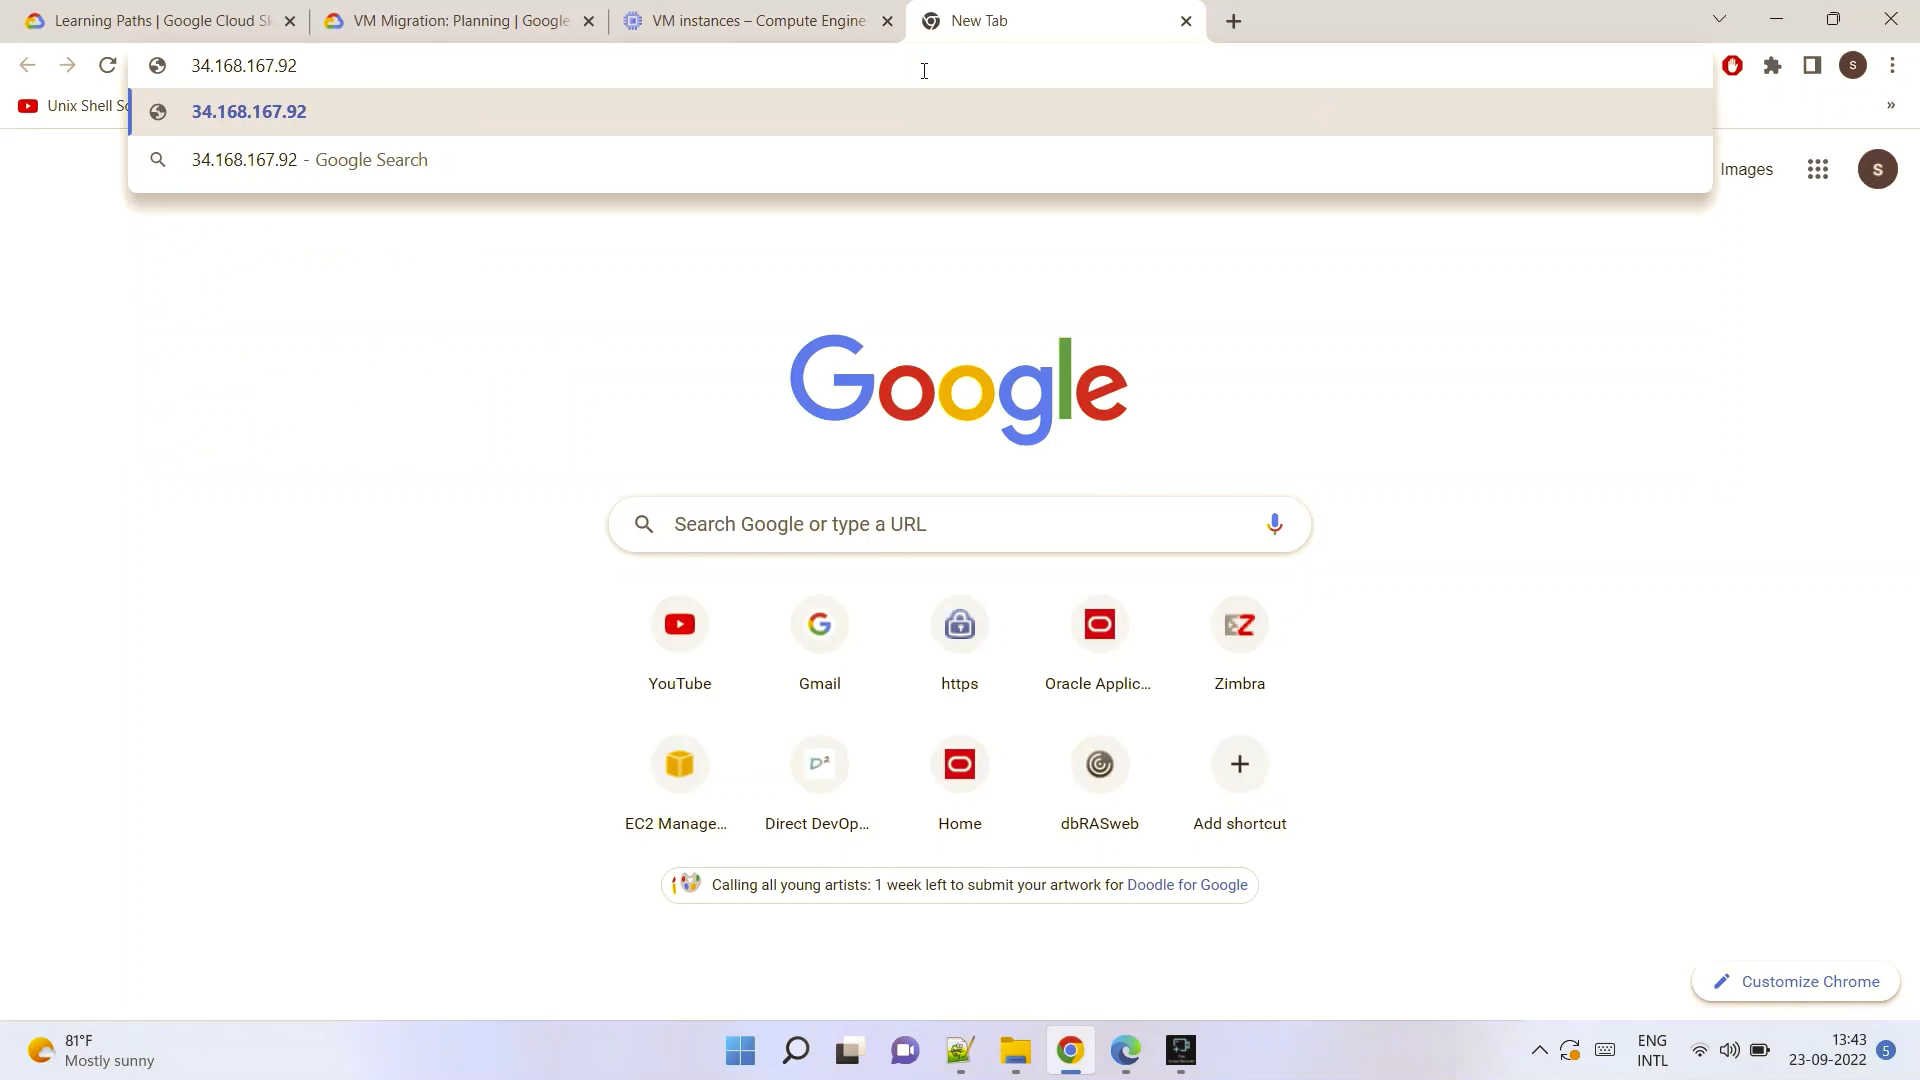 Learning Paths | Google Cloud Sk
VM Migration: Planning | Google
VM instances – Compute Engine
New Tab
34.168.167.92
S
Unix Shell Sc
»
34.168.167.92
34.168.167.92 - Google Search
Images
S
Google
Search Google or type a URL
YouTube
Gmail
https
Oracle Applic...
Zimbra
EC2 Manage...
Direct DevOp...
Home
dbRASweb
Add shortcut
Calling all young artists: 1 week left to submit your artwork for Doodle for Google
Customize Chrome
81°F
Mostly sunny
ENG
INTL
13:43
23-09-2022
5